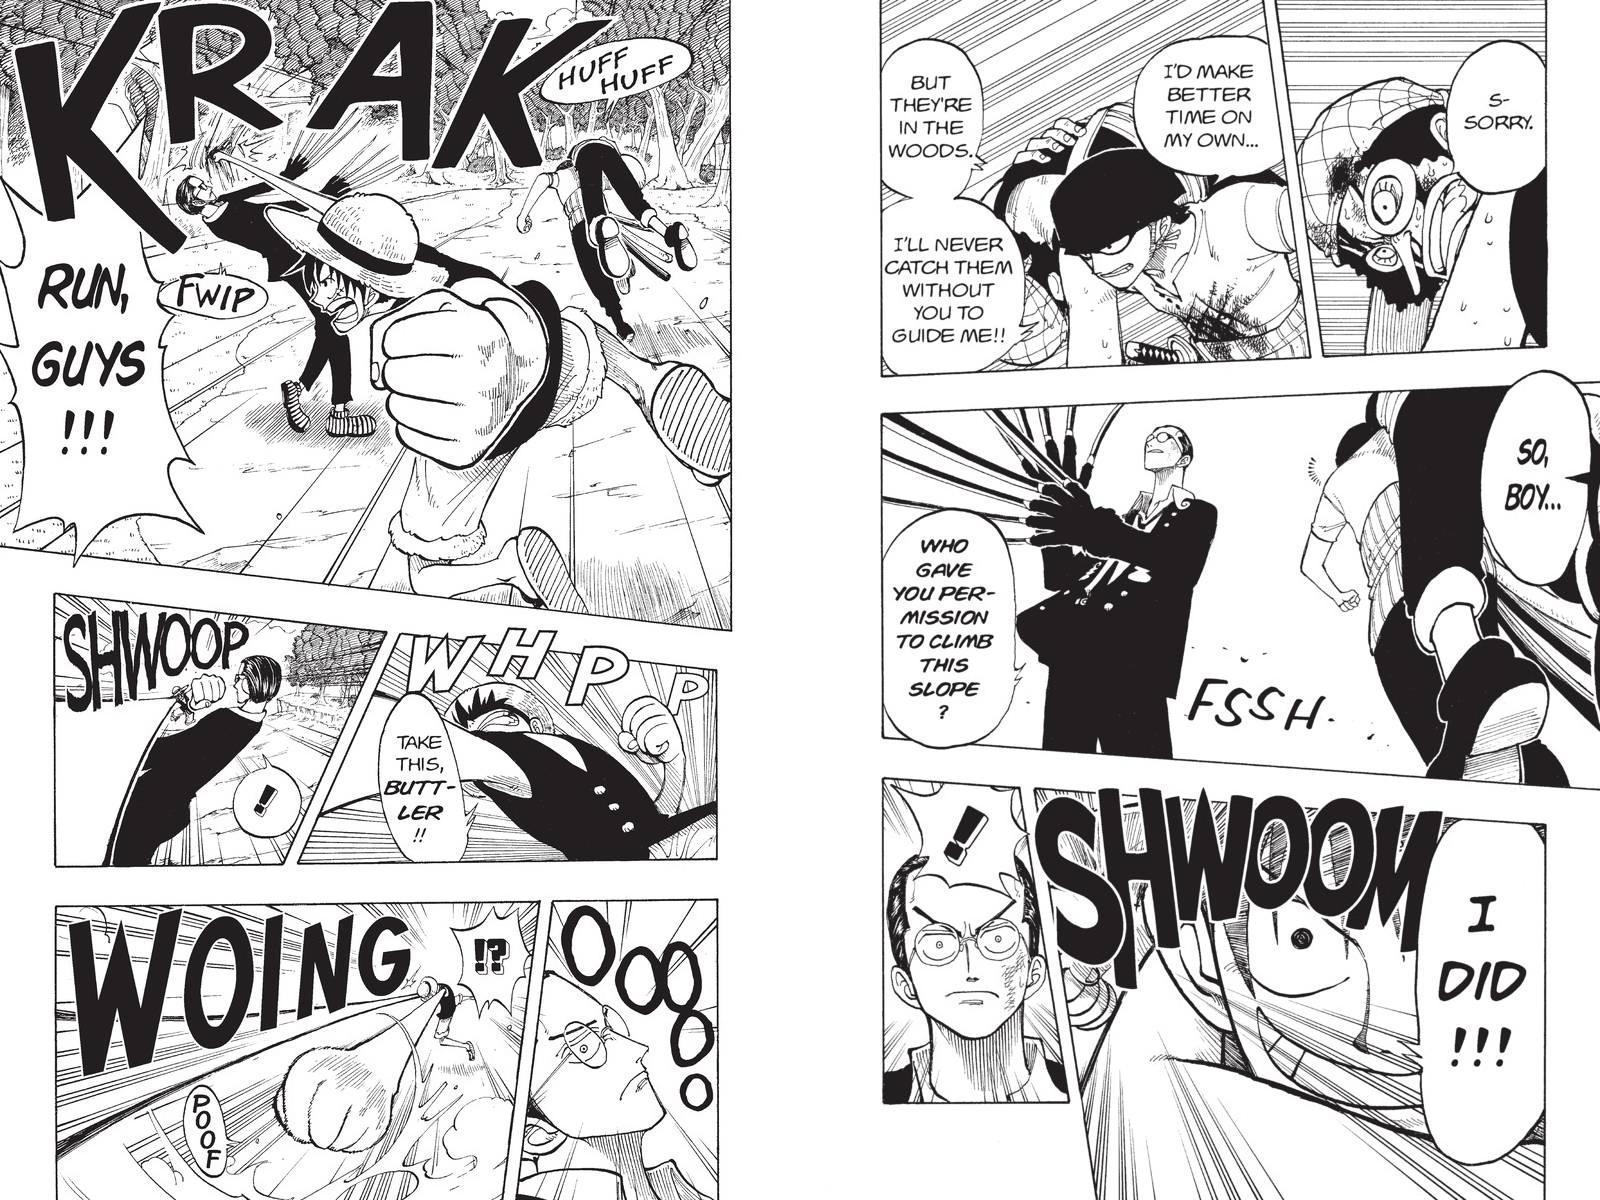 S-
SORRY.
I'D MAKE
BETTER
TIME ON
MY OWN...
BUT
THEY'RE
IN THE
WOODS.
I'LL NEVER
CATCH THEM
WITHOUT
YOU TO
GUIDE ME!!
SO,
BOY...
FSSH
WHO
GAVE
YOU PER-
MISSION
TO CLIMB
THIS
SLOPE
?
I
DID
!!!
SHWOOM
!
KRAK
HUFF
HUFF
FWIP
RUN,
GUYS
!!!
WHPP
TAKE
THIS,
BUTT-
LER
!!
SHWOOP
!
OOOOOO
!?
WOING
POOF